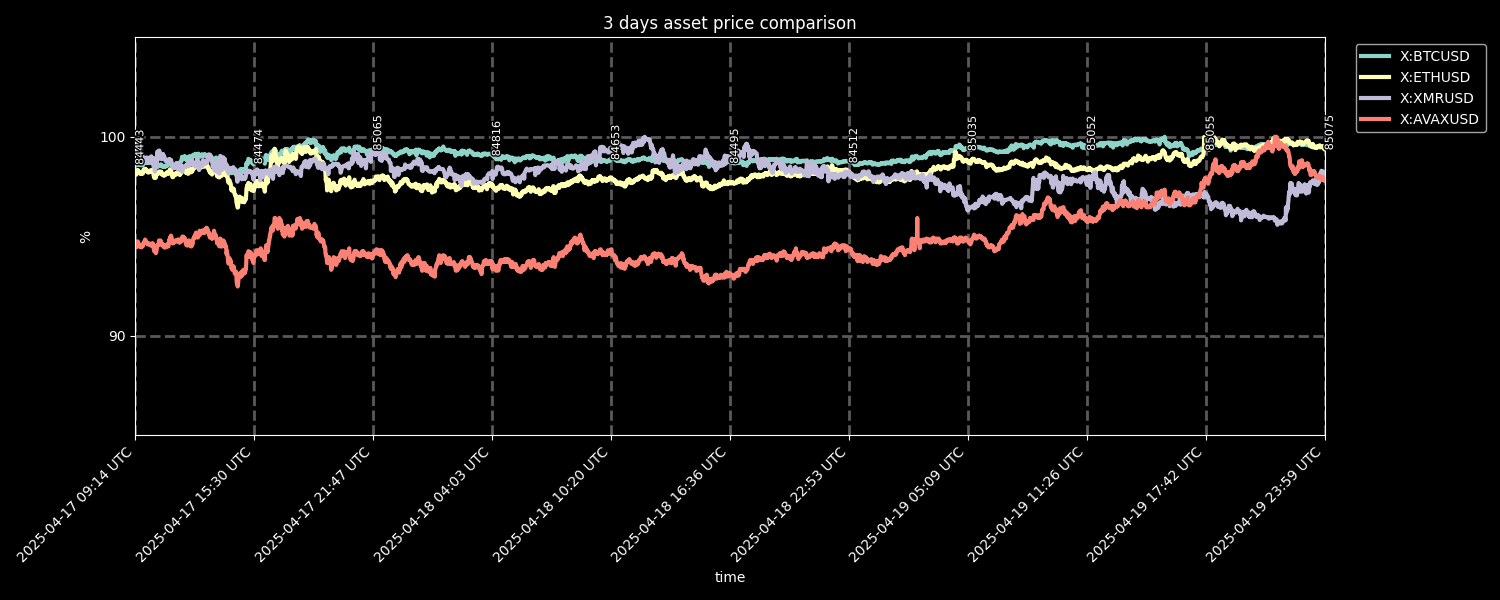 3 days asset price comparison
X:BTCUSD
X:ETHUSD
X:XMRUSD
X:AVAXUSD
100
90
%
84443
84474
85065
84816
84653
84495
84512
85035
85052
85055
85075
2025-04-17 09:14 UTC
2025-04-17 15:30 UTC
2025-04-17 21:47 UTC
2025-04-18 04:03 UTC
2025-04-18 10:20 UTC
2025-04-18 16:36 UTC
2025-04-18 22:53 UTC
2025-04-19 05:09 UTC
2025-04-19 11:26 UTC
2025-04-19 17:42 UTC
2025-04-19 23:59 UTC
time